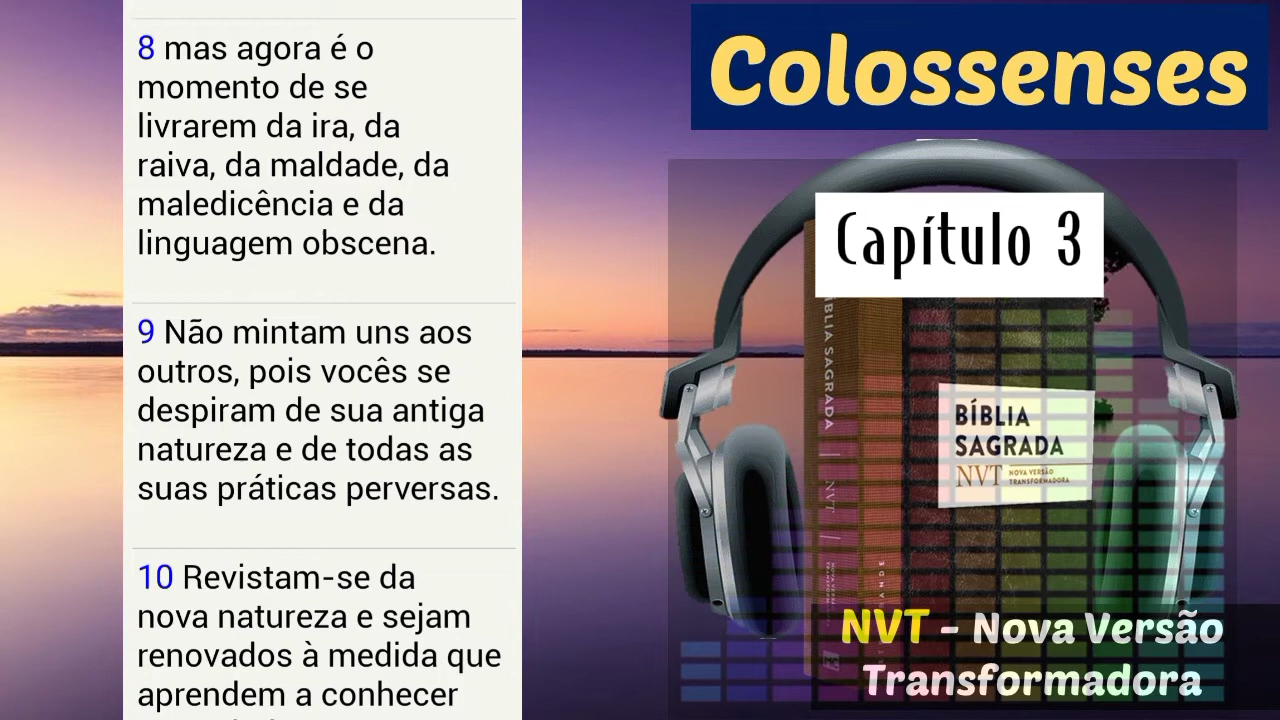 8 mas agora é o
momento de se
livrarem da ira, da
raiva, da maldade, da
maledicência e da
linguagem obscena.
9 Não mintam uns aos
outros, pois vocês se
despiram de sua antiga
natureza e de todas as
suas práticas perversas.
10 Revistam-se da
nova natureza e sejam
renovados à medida que
aprendem a conhecer
Colossenses
Capítulo 3
BÍBLIA SAGRADA
NVT
BÍBLIA
SAGRADA
NVT NOVA VERSÃO
TRANSFORMADORA
NVT - Nova Versão
Transformadora